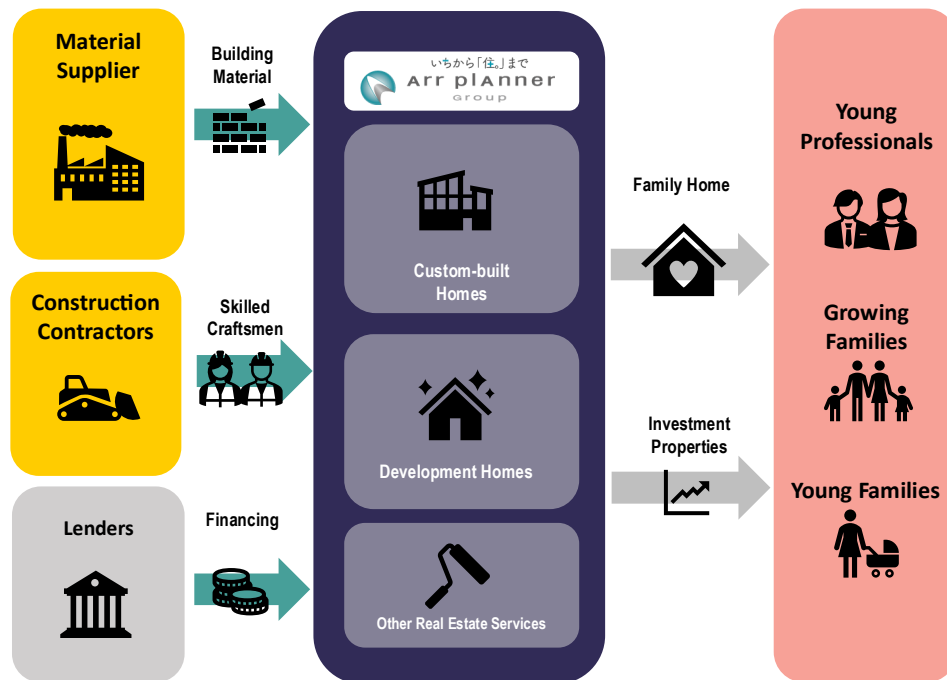 Material
Supplier
Building
Material
Construction
Contractors
Skilled
Craftsmen
Lenders
Financing
いちから「住。」まで
Arr plAnner
GROUP
Custom-built
Homes
Development Homes
Other Real Estate Services
Family Home
Investment
Properties
Young
Professionals
Growing
Families
Young Families